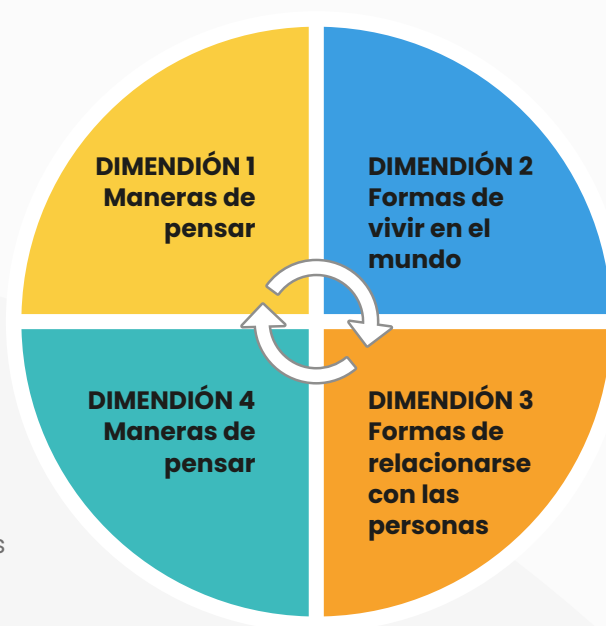 DIMENDIÓN 1
Maneras de
pensar
DIMENDIÓN 2
Formas de
vivir en el
mundo
DIMENDIÓN 4
Maneras de
pensar
DIMENDIÓN 3
Formas de
relacionarse
con las
personas
s